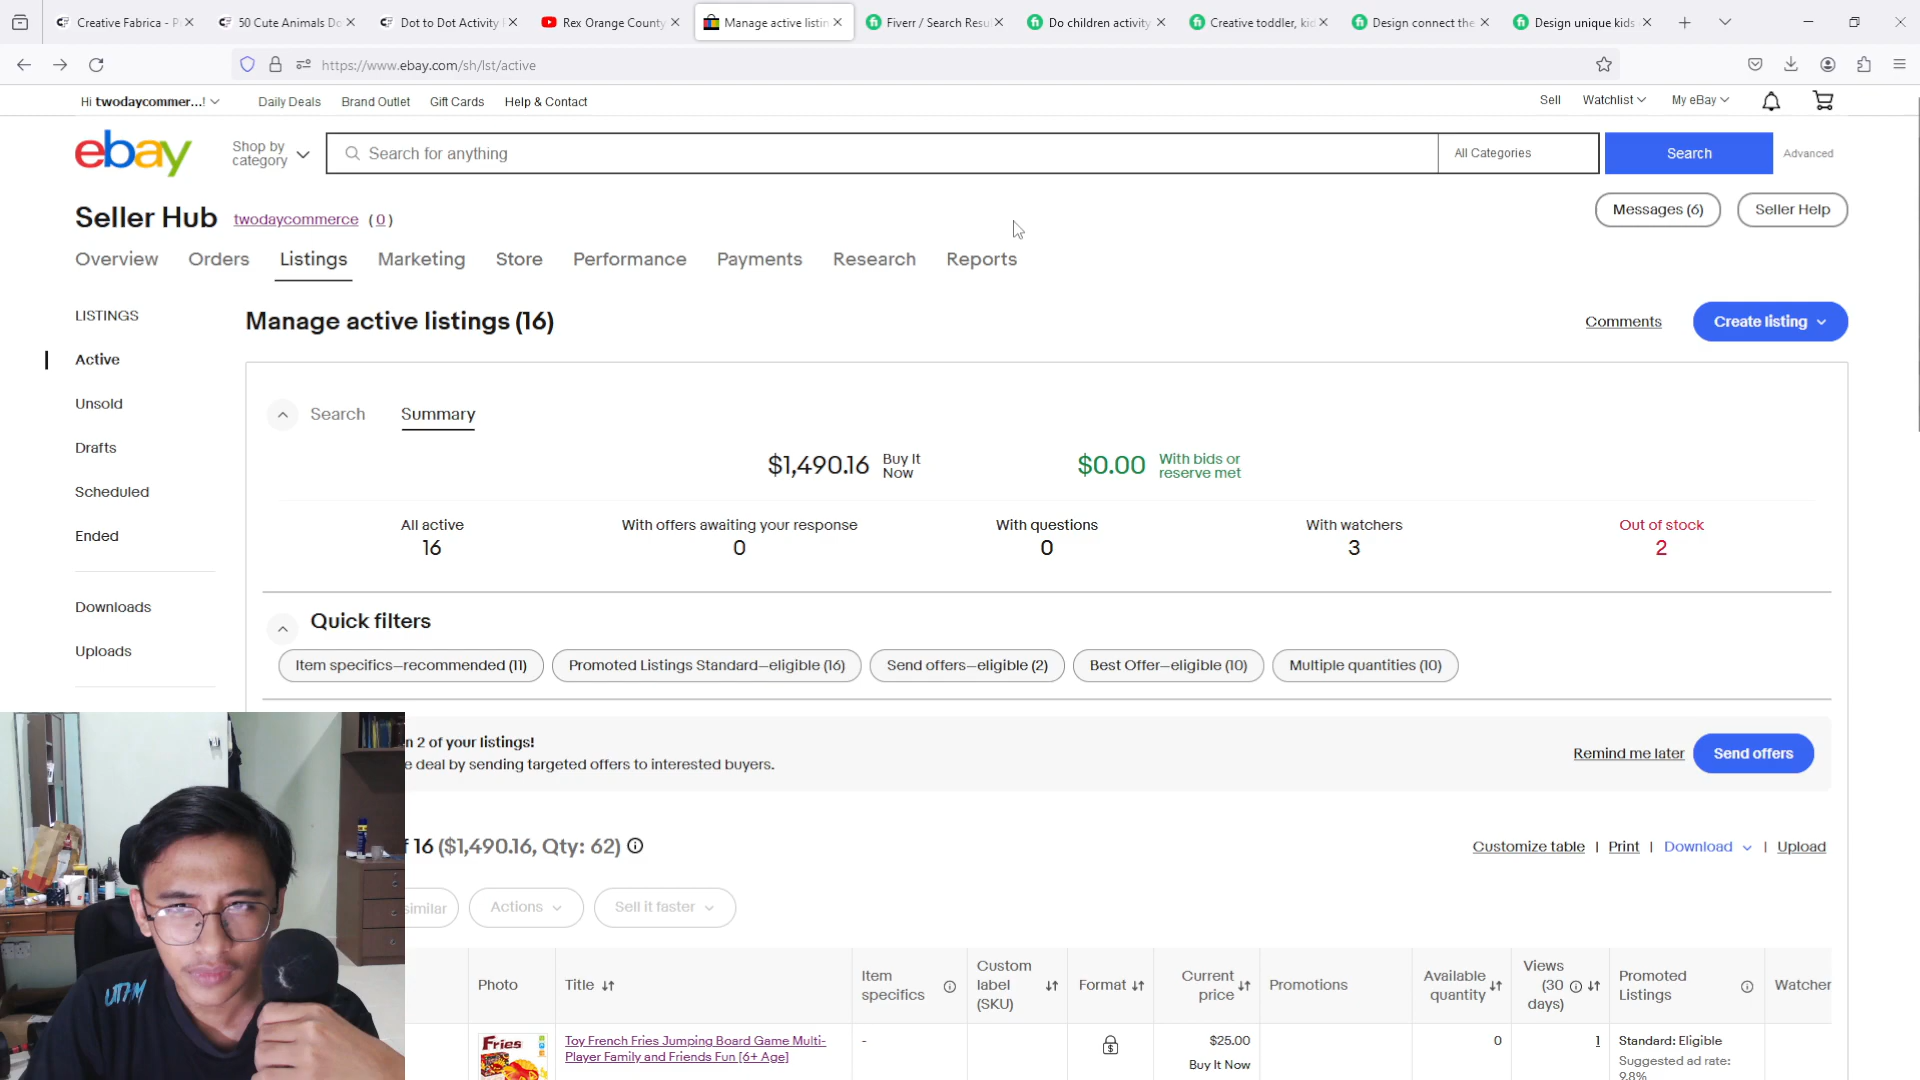 Creative Fabrica - P
50 Cute Animals Do
Dot to Dot Activity
Rex Orange County
Manage active listin
Fiverr / Search Resu
Do children activity
Creative toddler, kid
Design connect the
Design unique kids
https://www.ebay.com/sh/lst/active
Hi twodaycommer...!
Daily Deals
Brand Outlet
Gift Cards
Help & Contact
Sell
Watchlist
My eBay
ebay
Shop by
category
Search for anything
All Categories
Search
Advanced
Seller Hub
twodaycommerce (0)
Messages (6)
Seller Help
Overview
Orders
Listings
Marketing
Store
Performance
Payments
Research
Reports
LISTINGS
Active
Unsold
Drafts
Scheduled
Ended
Downloads
Uploads
Manage active listings (16)
Comments
Create listing
Search
Summary
$1,490.16 Buy It
Now
$0.00 With bids or
reserve met
All active
16
With offers awaiting your response
0
With questions
0
With watchers
3
Out of stock
2
Quick filters
Item specifics—recommended (11)
Promoted Listings Standard—eligible (16)
Send offers—eligible (2)
Best Offer—eligible (10)
Multiple quantities (10)
n 2 of your listings!
e deal by sending targeted offers to interested buyers.
Remind me later
Send offers
16 ($1,490.16, Qty: 62)
Customize table | Print | Download | Upload
similar
Actions
Sell it faster
Photo
Title
Item
specifics
Custom
label
(SKU)
Format
Current
price
Promotions
Available
quantity
Views
(30
days)
Promoted
Listings
Watcher
Fries
Toy French Fries Jumping Board Game Multi-
Player Family and Friends Fun [6+ Age]
-
$25.00
Buy It Now
0
1
Standard: Eligible
Suggested ad rate:
9.8%
UTHM